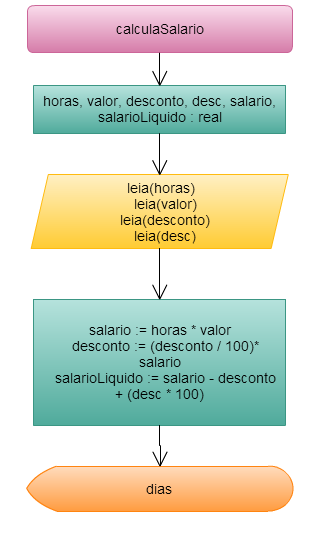 calculaSalario
horas, valor, desconto, desc, salario,
salarioLiquido : real
leia(horas)
leia(valor)
leia(desconto)
leia(desc)
salario := horas * valor
desconto := (desconto / 100)*
salario
salarioLiquido := salario - desconto
+ (desc * 100)
dias